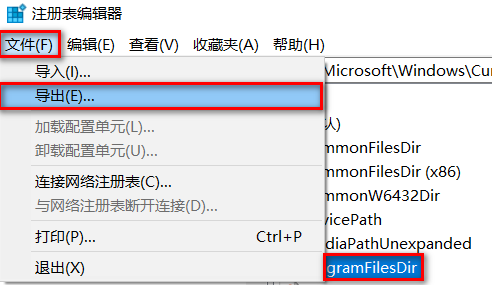 注册表编辑器
文件(F) 编辑(E) 查看(V) 收藏夹(A) 帮助(H)
导入(I)...
导出(E)...
加载配置单元(L)...
卸载配置单元(U)...
连接网络注册表(C)...
与网络注册表断开连接(D)...
打印(P)... Ctrl+P
退出(X)
Microsoft\Windows\Cur
认)
mmonFilesDir
mmonFilesDir (x86)
mmonW6432Dir
vicePath
diaPathUnexpanded
gramFilesDir